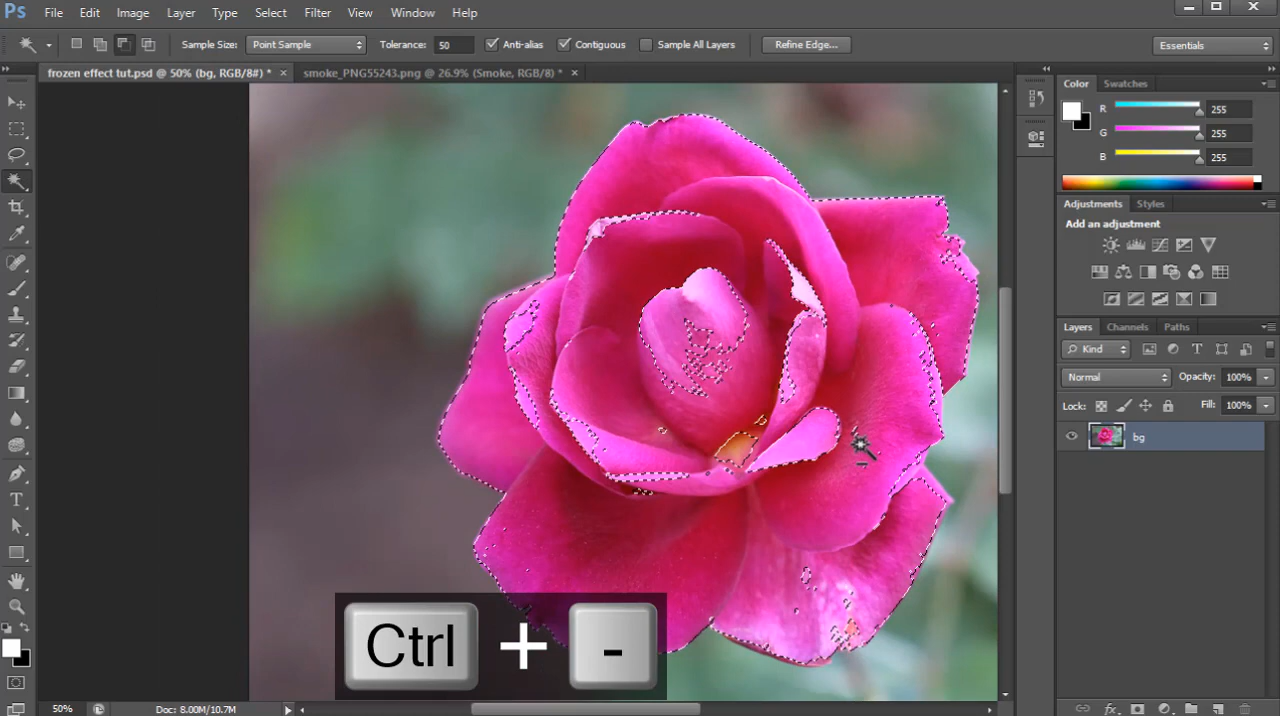 Ps File Edit Image Layer Type Select Filter View Window Help
Sample Size: Point Sample Tolerance: 50 Anti-alias Contiguous Sample All Layers Refine Edge... Essentials
frozen effect tut.psd @ 50% (bg, RGB/8#) * × smoke_PNG55243.png @ 26.9% (Smoke, RGB/8) * ×
Color Swatches
R 255
G 255
B 255
Adjustments Styles
Add an adjustment
Layers Channels Paths
Kind T
Normal Opacity: 100%
Lock: Fill: 100%
bg
T
Ctrl + -
50% Doc: 8.00M/10.7M
fx